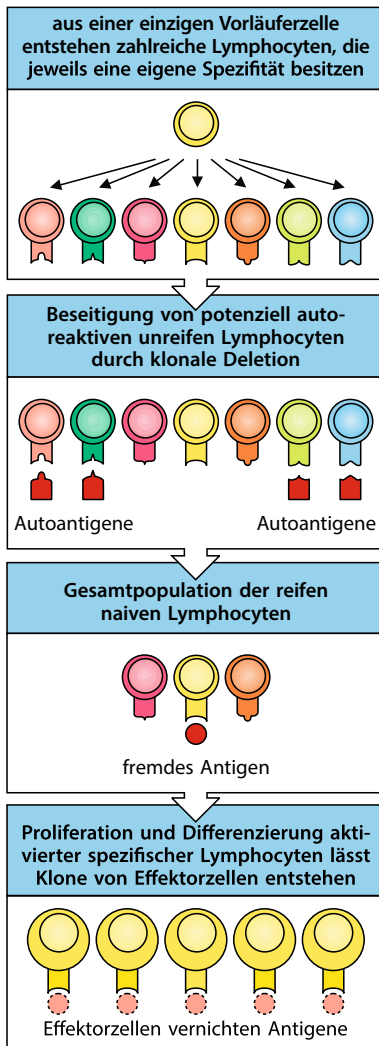 aus einer einzigen Vorläuferzelle
entstehen zahlreiche Lymphocyten, die
jeweils eine eigene Spezifität besitzen
Beseitigung von potenziell auto-
reaktiven unreifen Lymphocyten
durch klonale Deletion
Autoantigene
Autoantigene
Gesamtpopulation der reifen
naiven Lymphocyten
fremdes Antigen
Proliferation und Differenzierung akti-
vierter spezifischer Lymphocyten lässt
Klone von Effektorzellen entstehen
Effektorzellen vernichten Antigene